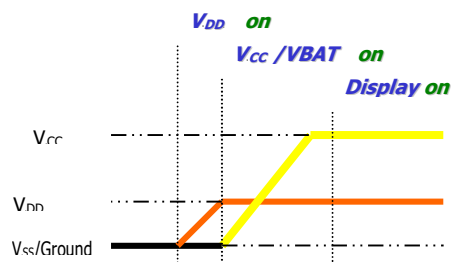 VDD on
VCC /VBAT on
Display on
VCC
VDD
VSS/Ground